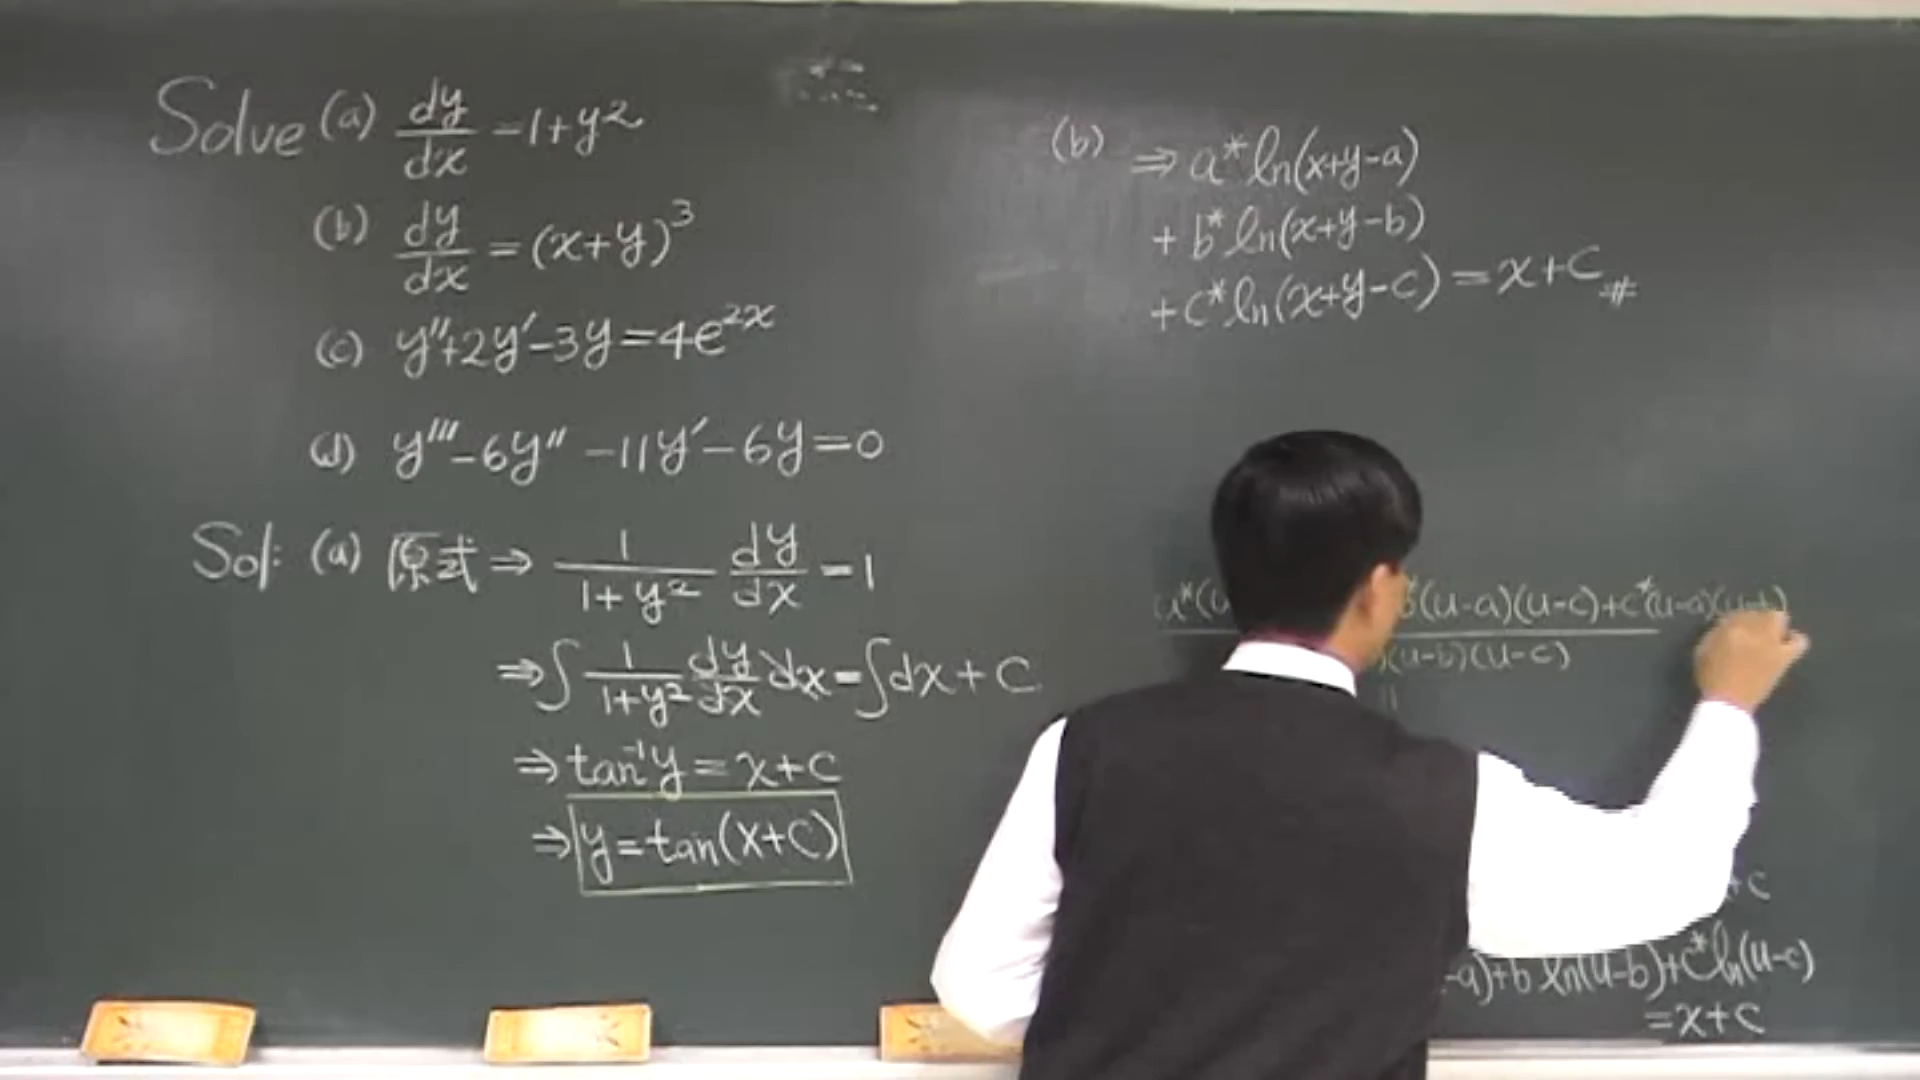 Solve (a) dy/dx = 1+y²
(b) dy/dx = (x+y)³
(c) y''+2y'-3y=4e^{2x}
(d) y'''-6y''-11y'-6y=0
Sol: (a) 原式 ⇒ 1/(1+y²) dy/dx = 1
⇒ ∫ 1/(1+y²) dy/dx dx = ∫dx + C
⇒ tan⁻¹y = x+c
⇒ y=tan(x+C)
(b) ⇒ a* ln(x+y-a)
+ b* ln(x+y-b)
+ c* ln(x+y-c) = x+C #
(u-a)(u-c)+c*(u-a)
(u-b)(u-c)
+c
-a)+b ln(u-b)+c* ln(u-c)
=x+c